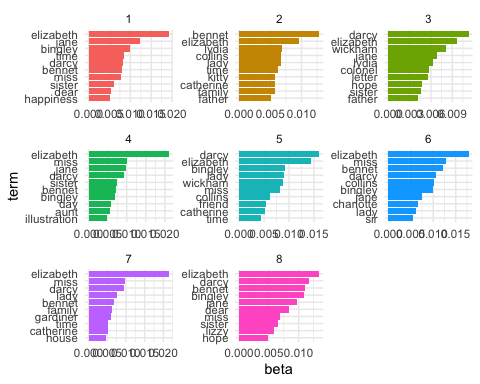 1
elizabeth
jane
bingley
time
darcy
bennet
miss
sister
dear
happiness
0.000 0.005 0.010 0.015 0.020
2
bennet
elizabeth
lydia
collins
lady
time
kitty
catherine
family
father
0.000 0.005 0.010
3
darcy
elizabeth
wickham
jane
lydia
colonel
letter
hope
sister
father
0.000 0.003 0.006 0.009
4
elizabeth
miss
jane
darcy
sister
bennet
bingley
day
aunt
illustration
0.000 0.005 0.010 0.015 0.020
5
darcy
elizabeth
bingley
lady
wickham
miss
collins
friend
catherine
time
0.000 0.005 0.010 0.015
6
elizabeth
miss
bennet
darcy
collins
bingley
jane
charlotte
lady
sir
0.000 0.005 0.010 0.015
7
elizabeth
miss
darcy
lady
bennet
family
gardiner
time
catherine
house
0.000 0.005 0.010 0.015 0.020
8
elizabeth
darcy
bennet
bingley
jane
dear
miss
sister
lizzy
hope
0.000 0.005 0.010
term
beta